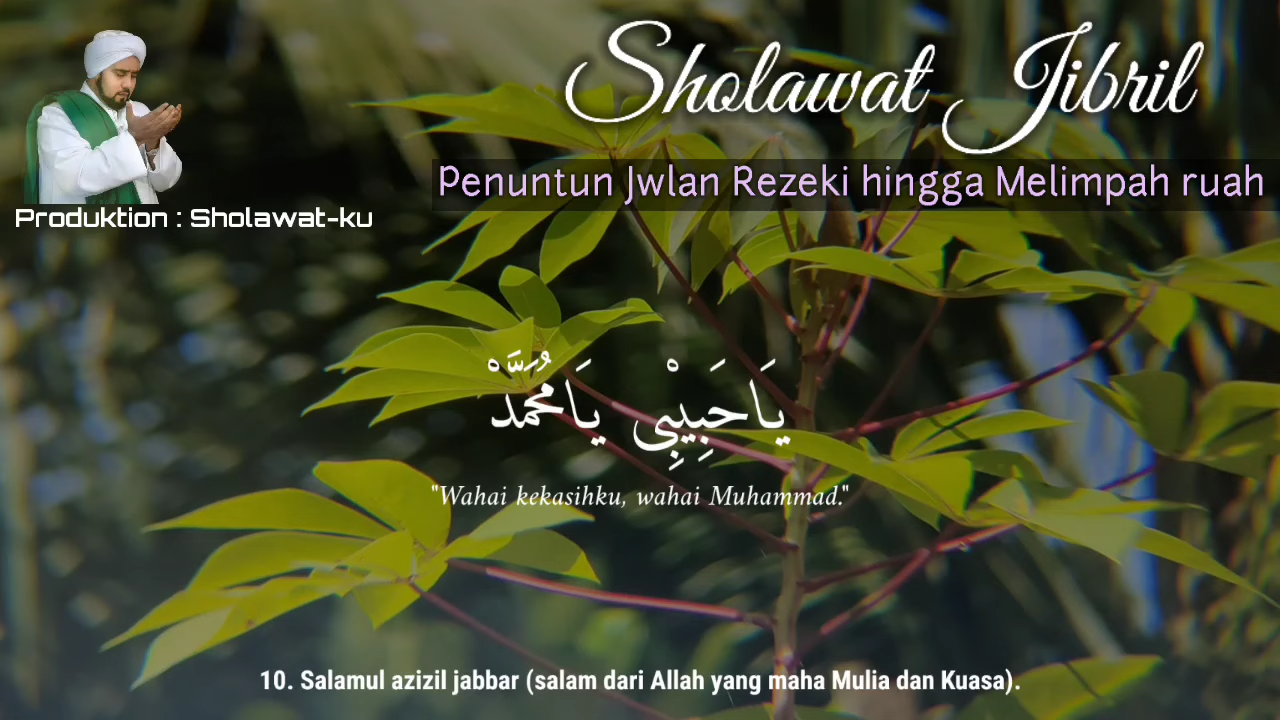 Sholawat Jibril
Penuntun Jwlan Rezeki hingga Melimpah ruah
Produktion : Sholawat-ku
يَاحَبِيْبِي يَامُحَمَّدْ
"Wahai kekasihku, wahai Muhammad."
10. Salamul azizil jabbar (salam dari Allah yang maha Mulia dan Kuasa).